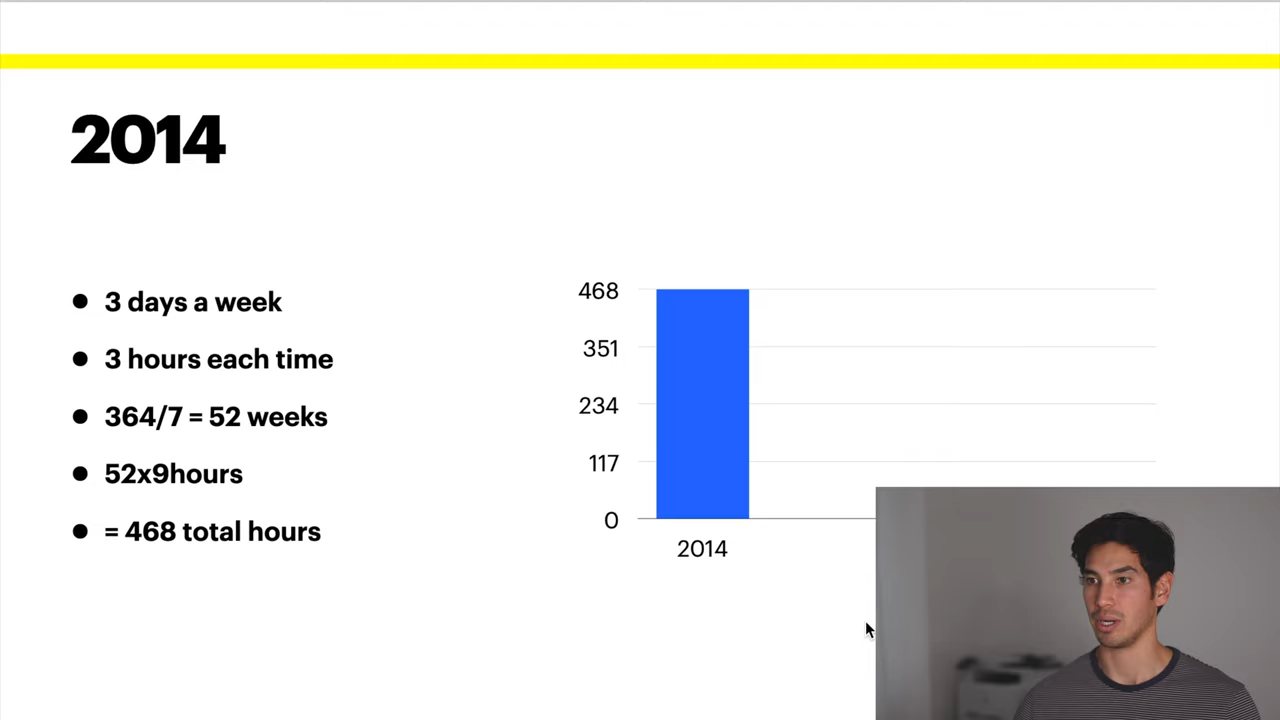 2014
3 days a week
3 hours each time
364/7 = 52 weeks
52x9hours
= 468 total hours
468
351
234
117
0
2014